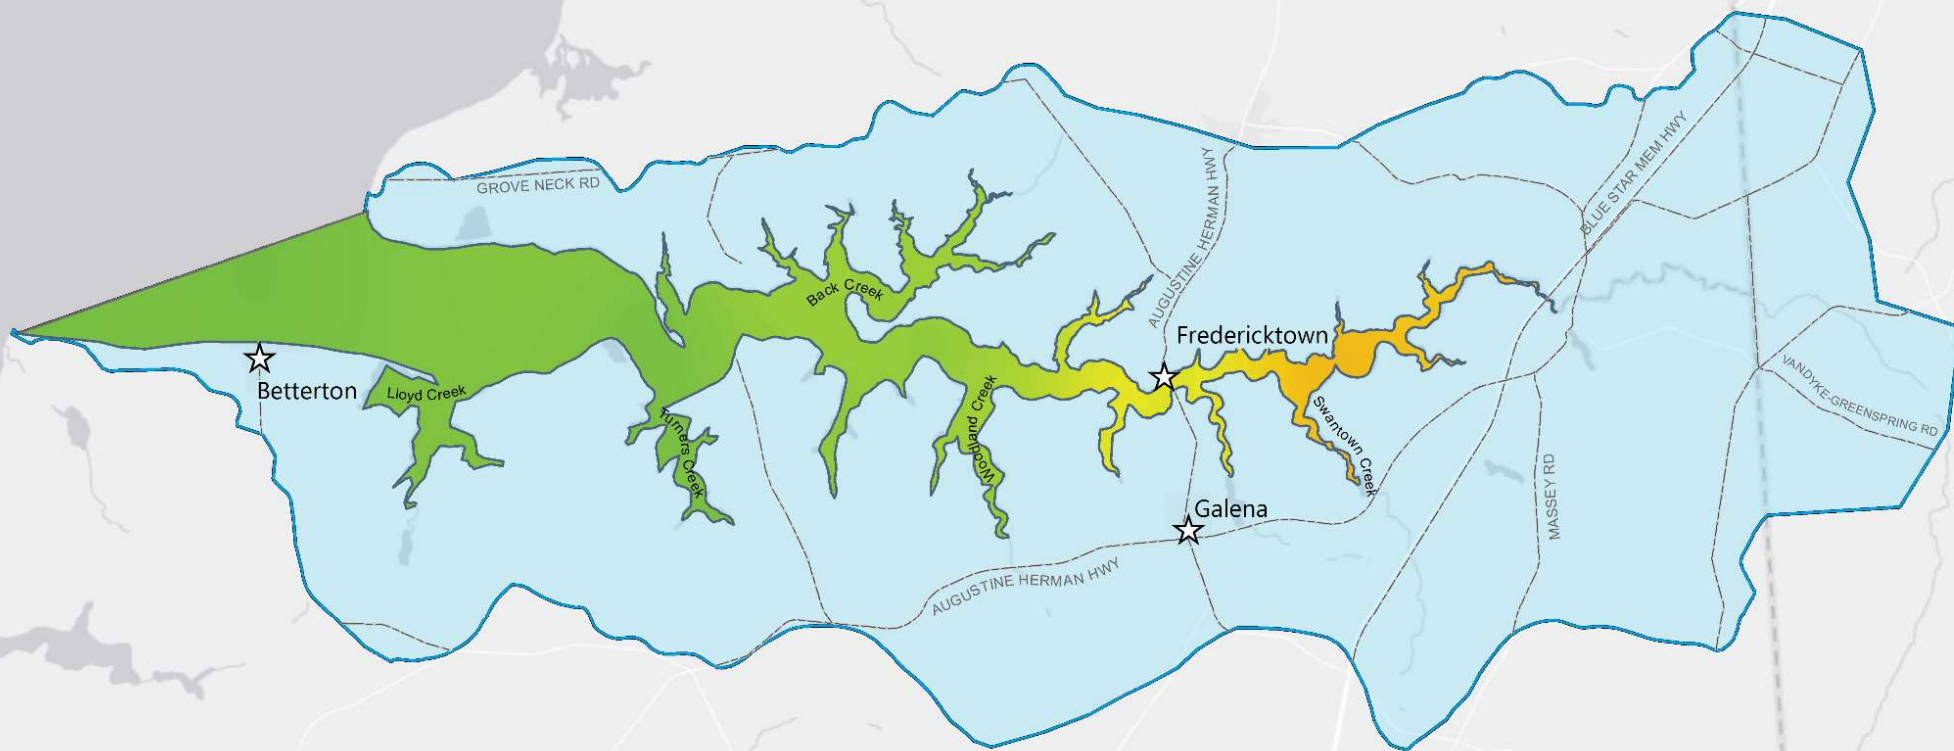 GROVE NECK RD
AUGUSTINE HERMAN HWY
BLUE STAR MEM HWY
Back Creek
Fredericktown
Betterton
Lloyd Creek
Turners Creek
Woodland Creek
Swantown Creek
VANDYKE-GREENSPRING RD
MASSEY RD
Galena
AUGUSTINE HERMAN HWY